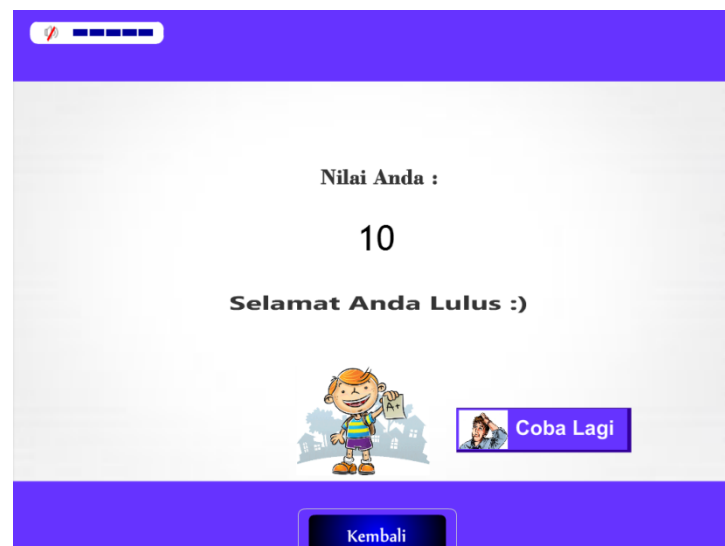 Nilai Anda :
10
Selamat Anda Lulus :)
A+
Coba Lagi
Kembali